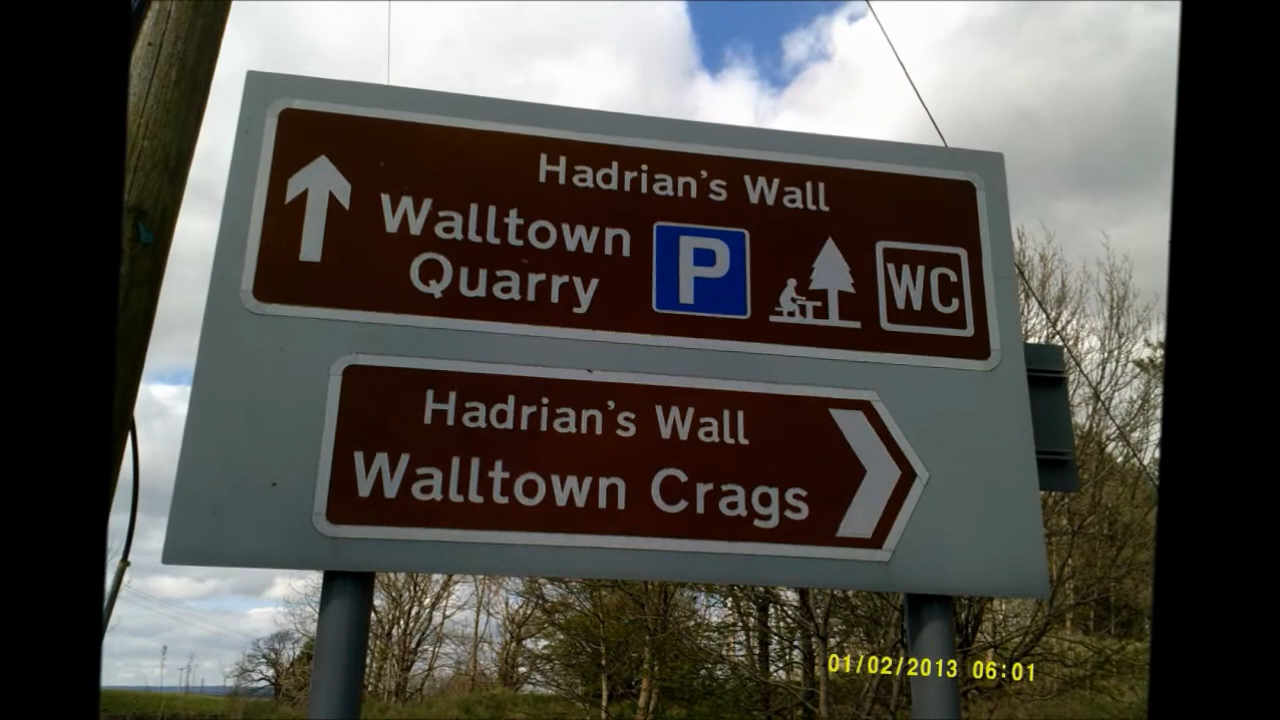 Hadrian's Wall
Walltown
Quarry
P
WC
Hadrian's Wall
Walltown Crags
01/02/2013 06:01